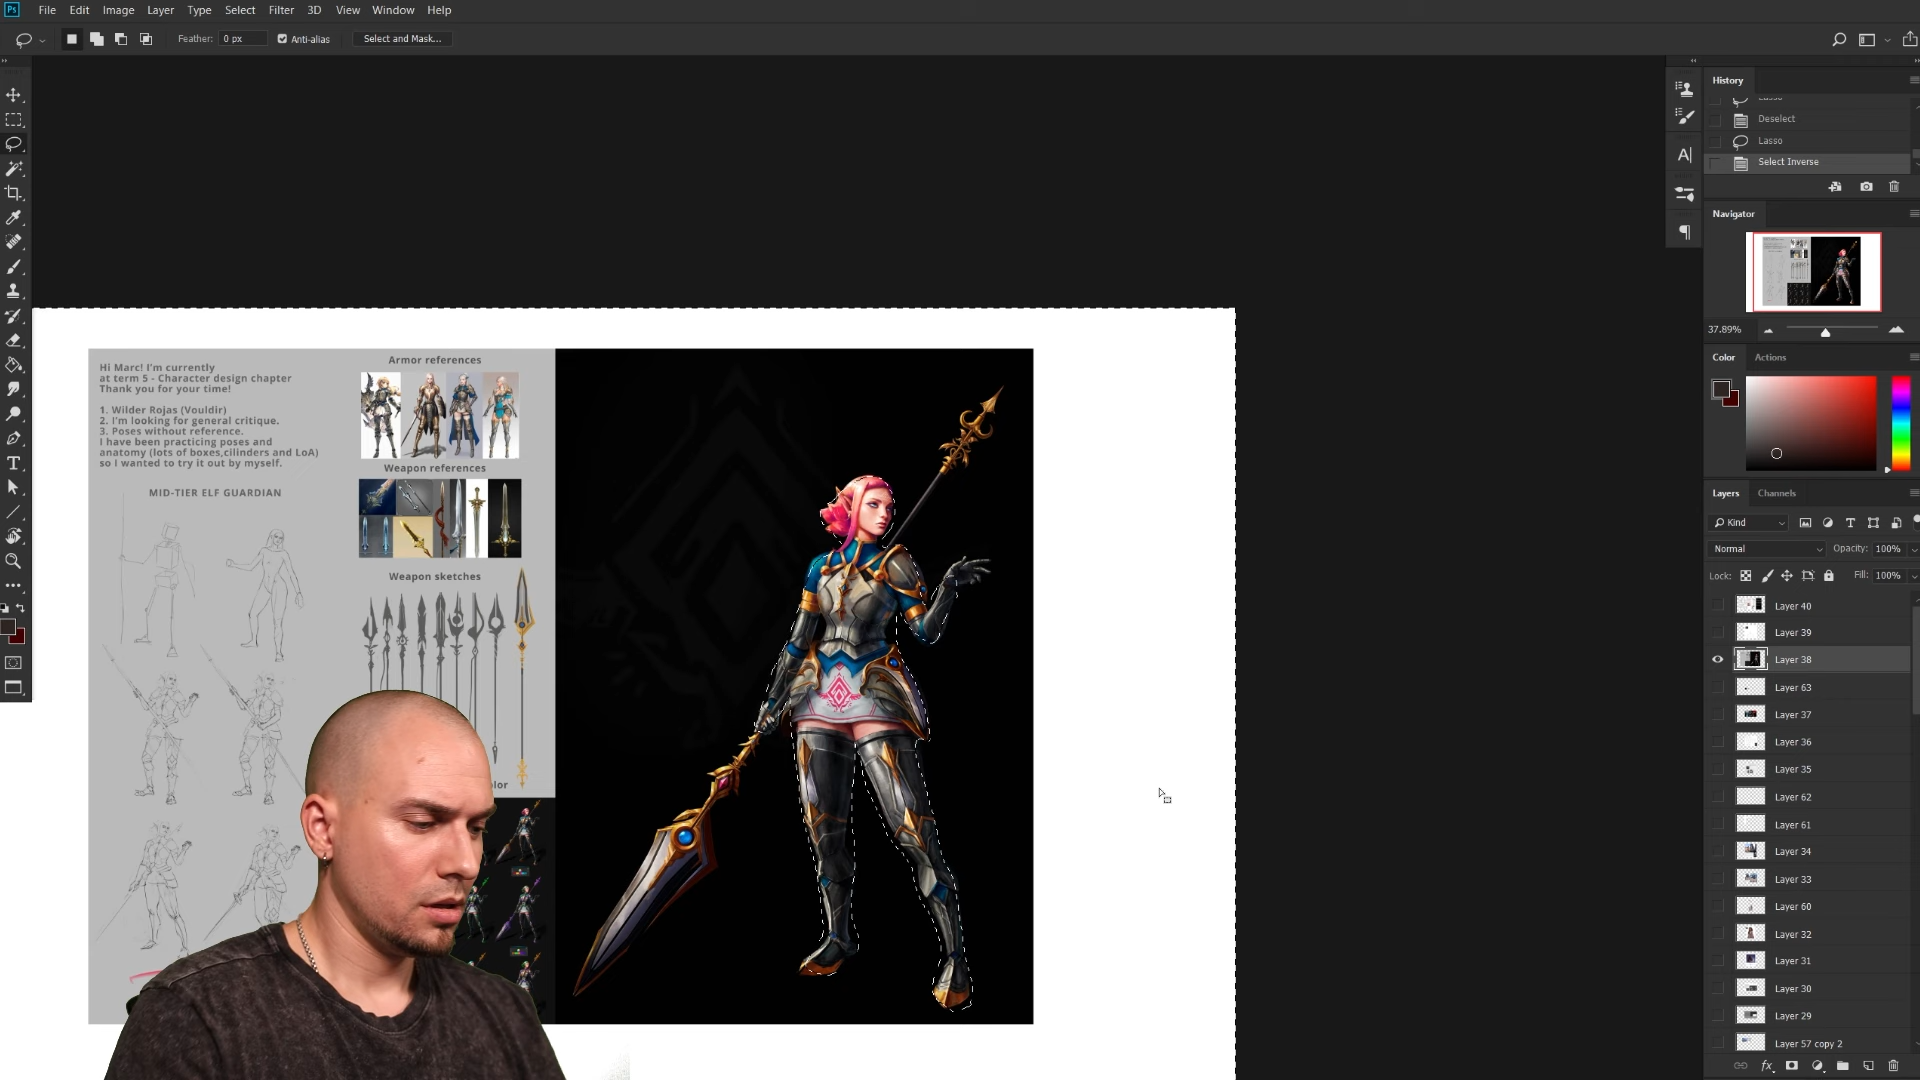 Ps File Edit Image Layer Type Select Filter 3D View Window Help
Feather: 0 px Anti-alias Select and Mask...
History
Lasso
Deselect
Lasso
Select Inverse
Navigator
37.89%
Color Actions
Layers Channels
Kind
Normal Opacity: 100%
Lock: Fill: 100%
Layer 40
Layer 39
Layer 38
Layer 63
Layer 37
Layer 36
Layer 35
Layer 62
Layer 61
Layer 34
Layer 33
Layer 60
Layer 32
Layer 31
Layer 30
Layer 29
Layer 57 copy 2
fx
Hi Marc! I'm currently
at term 5 - Character design chapter
Thank you for your time!
1. Wilder Rojas (Vouldir)
2. I'm looking for general critique.
3. Poses without reference.
I have been practicing poses and
anatomy (lots of boxes,cilinders and LoA)
so I wanted to try it out by myself.
MID-TIER ELF GUARDIAN
Armor references
Weapon references
Weapon sketches